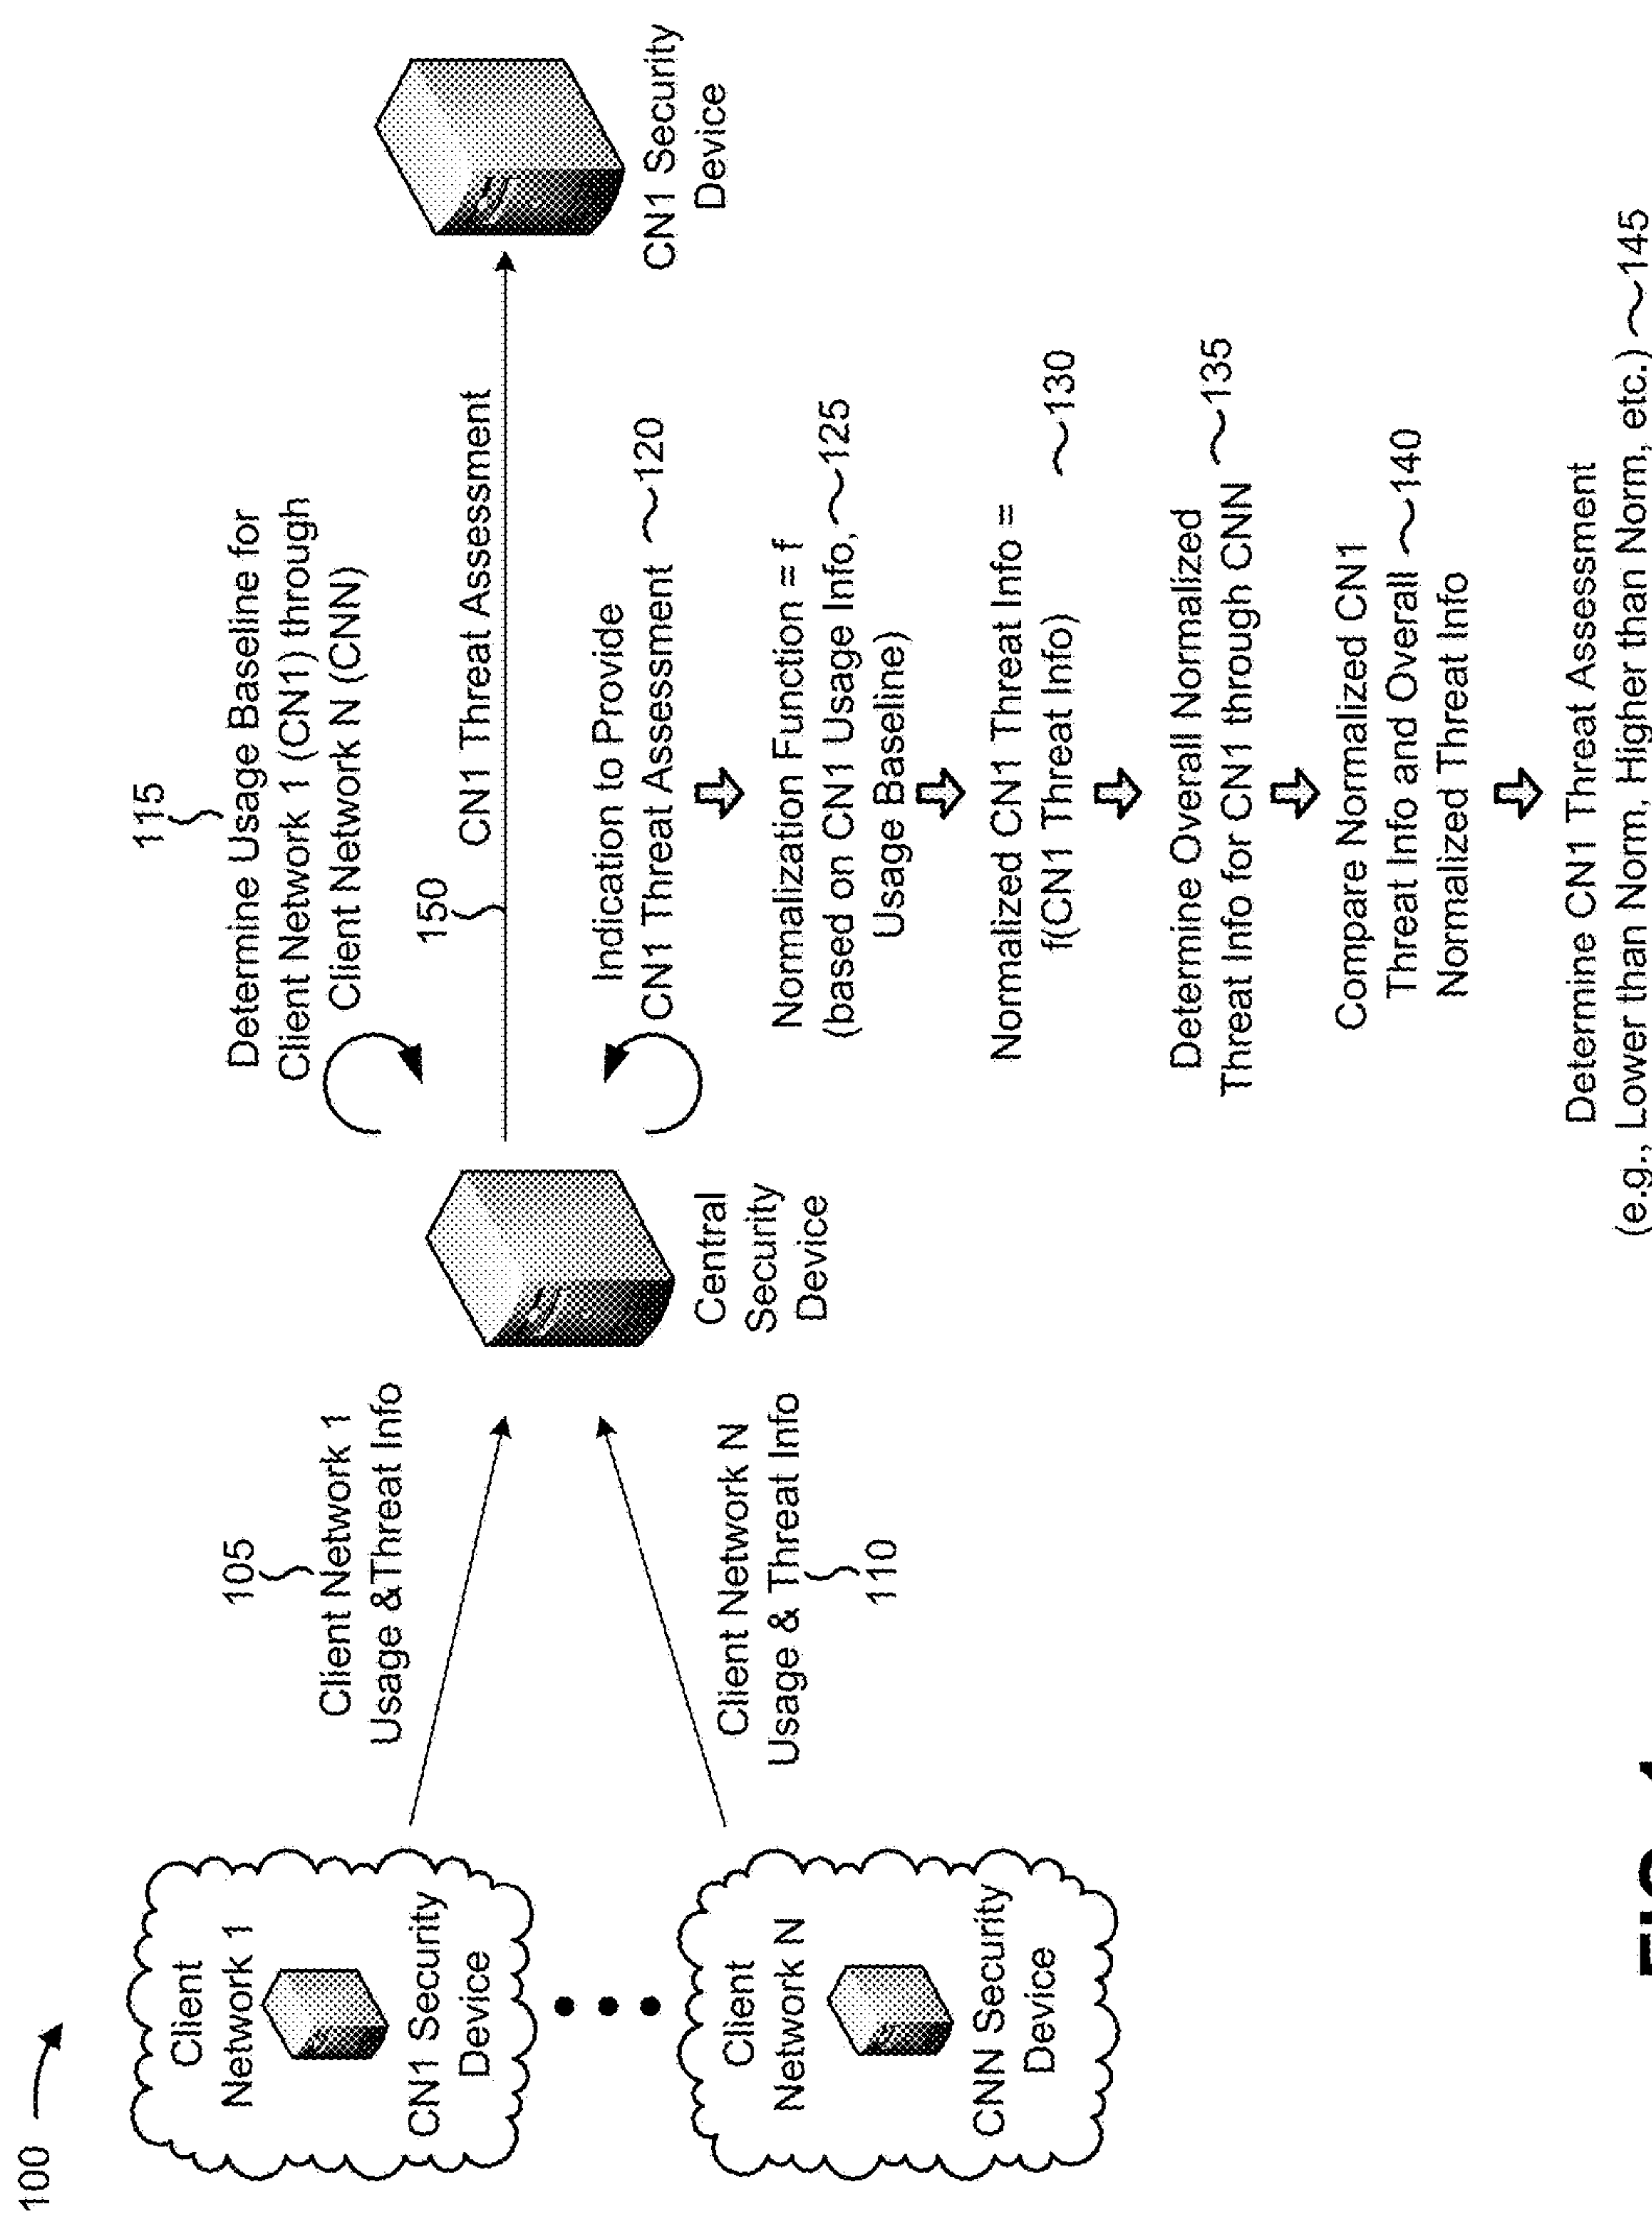 100
Client
Network 1
CN1 Security
Device
Client
Network N
CNN Security
Device
105
Client Network 1
Usage &Threat Info
Client Network N
Usage & Threat Info
110
Central
Security
Device
115
Determine Usage Baseline for
Client Network 1 (CN1) through
Client Network N (CNN)
150
CN1 Threat Assessment
CN1 Security
Device
Indication to Provide
CN1 Threat Assessment 120
Normalization Function = f
(based on CN1 Usage Info, 125
Usage Baseline)
Normalized CN1 Threat Info =
f(CN1 Threat Info) 130
Determine Overall Normalized
Threat Info for CN1 through CNN 135
Compare Normalized CN1
Threat Info and Overall 140
Normalized Threat Info
Determine CN1 Threat Assessment
(e.g., Lower than Norm, Higher than Norm, etc.) 145